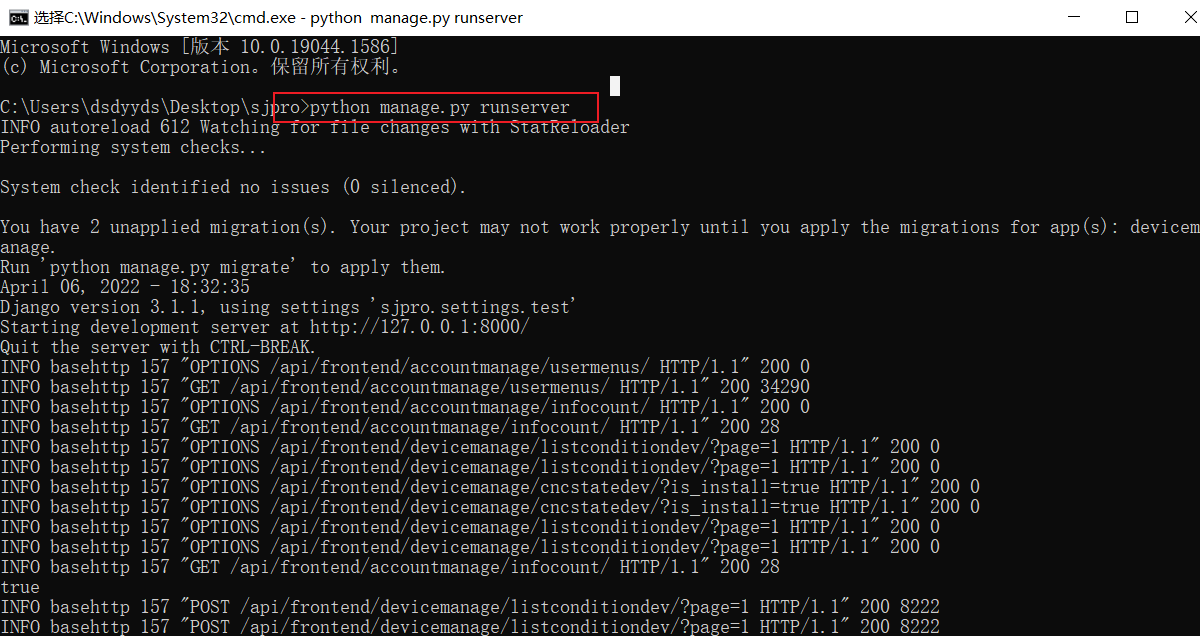 选择C:\Windows\System32\cmd.exe - python  manage.py runserver
Microsoft Windows [版本 10.0.19044.1586]
(c) Microsoft Corporation。保留所有权利。
C:\Users\dsdyyds\Desktop\sjpro>python manage.py runserver
INFO autoreload 612 Watching for file changes with StatReloader
Performing system checks...
System check identified no issues (0 silenced).
You have 2 unapplied migration(s). Your project may not work properly until you apply the migrations for app(s): devicem
anage.
Run 'python manage.py migrate' to apply them.
April 06, 2022 - 18:32:35
Django version 3.1.1, using settings 'sjpro.settings.test'
Starting development server at http://127.0.0.1:8000/
Quit the server with CTRL-BREAK.
INFO basehttp 157 "OPTIONS /api/frontend/accountmanage/usermenus/ HTTP/1.1" 200 0
INFO basehttp 157 "GET /api/frontend/accountmanage/usermenus/ HTTP/1.1" 200 34290
INFO basehttp 157 "OPTIONS /api/frontend/accountmanage/infocount/ HTTP/1.1" 200 0
INFO basehttp 157 "GET /api/frontend/accountmanage/infocount/ HTTP/1.1" 200 28
INFO basehttp 157 "OPTIONS /api/frontend/devicemanage/listconditiondev/?page=1 HTTP/1.1" 200 0
INFO basehttp 157 "OPTIONS /api/frontend/devicemanage/listconditiondev/?page=1 HTTP/1.1" 200 0
INFO basehttp 157 "OPTIONS /api/frontend/devicemanage/cncstatedev/?is_install=true HTTP/1.1" 200 0
INFO basehttp 157 "OPTIONS /api/frontend/devicemanage/cncstatedev/?is_install=true HTTP/1.1" 200 0
INFO basehttp 157 "OPTIONS /api/frontend/devicemanage/listconditiondev/?page=1 HTTP/1.1" 200 0
INFO basehttp 157 "OPTIONS /api/frontend/devicemanage/listconditiondev/?page=1 HTTP/1.1" 200 0
INFO basehttp 157 "GET /api/frontend/accountmanage/infocount/ HTTP/1.1" 200 28
true
INFO basehttp 157 "POST /api/frontend/devicemanage/listconditiondev/?page=1 HTTP/1.1" 200 8222
INFO basehttp 157 "POST /api/frontend/devicemanage/listconditiondev/?page=1 HTTP/1.1" 200 8222